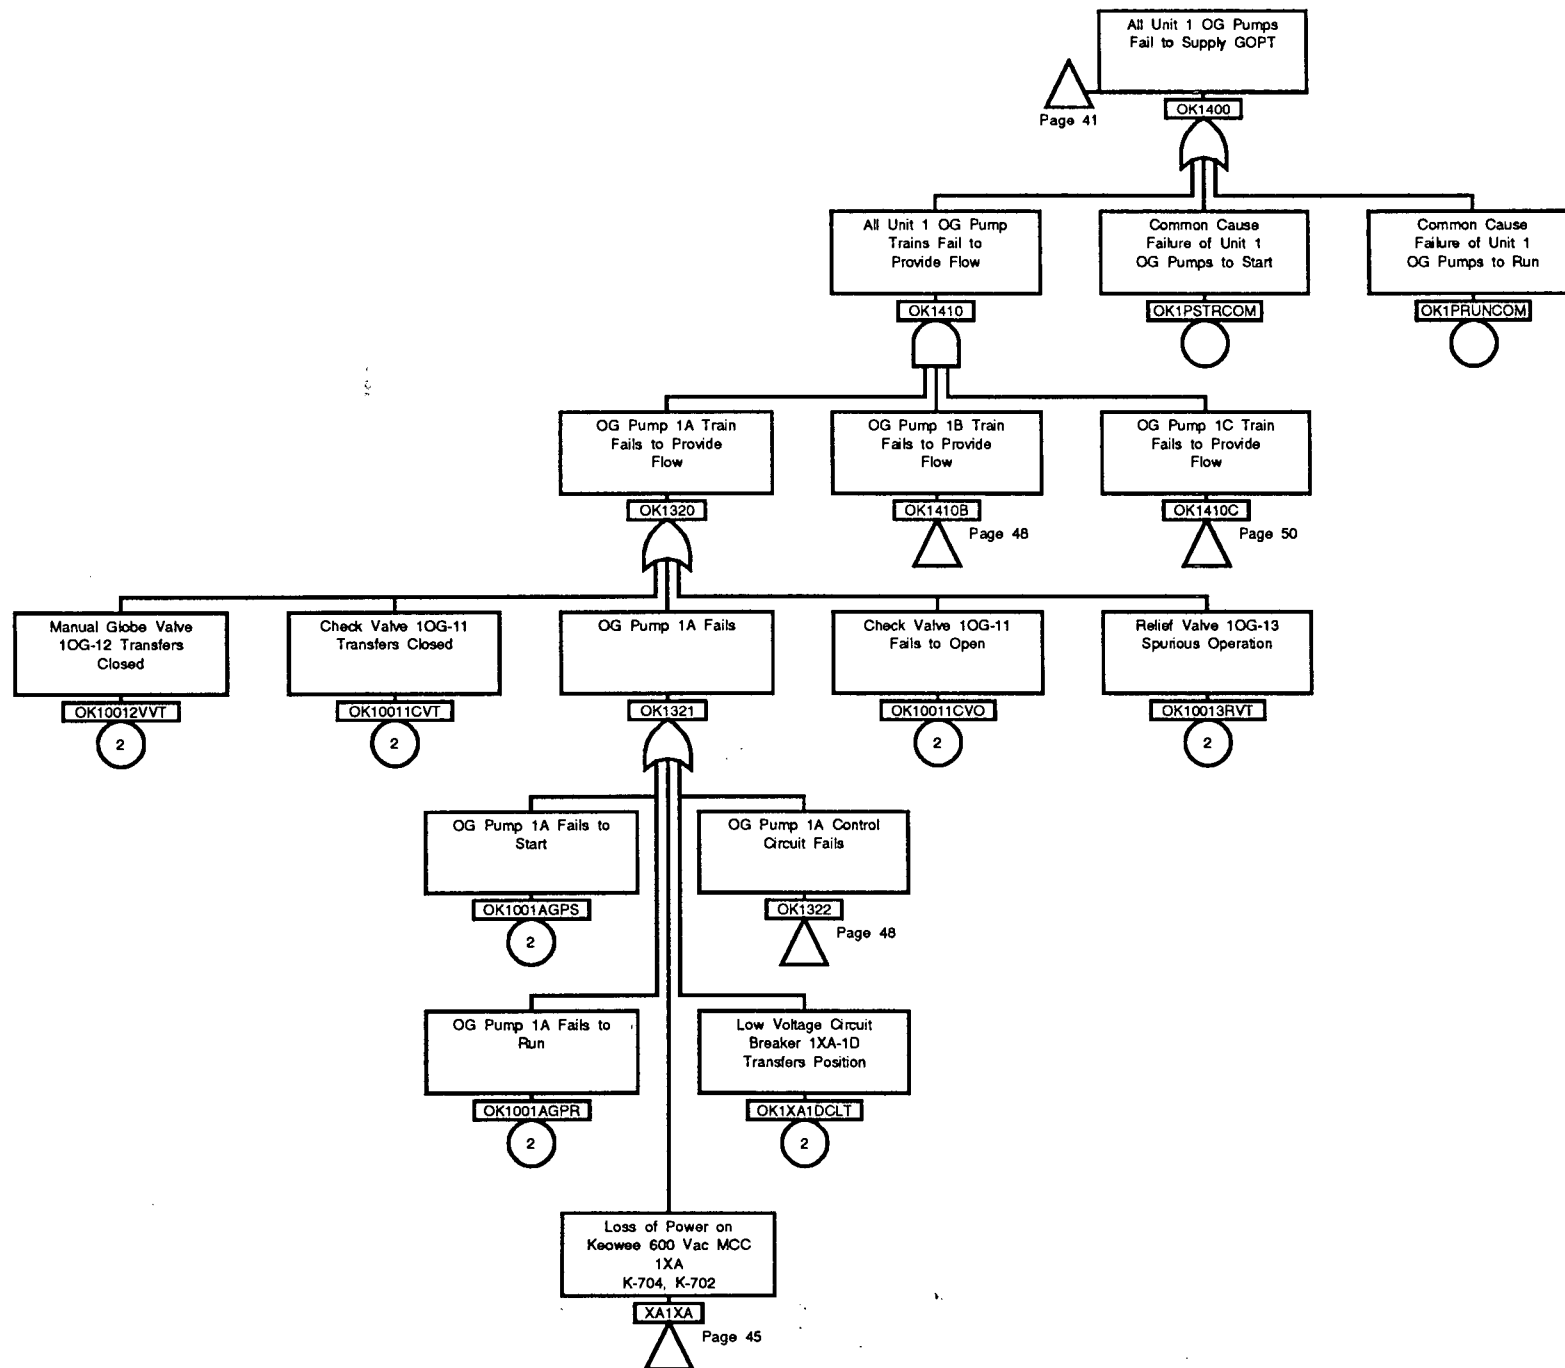 All Unit 1 OG Pumps
Fail to Supply GOPT
Page 41
OK1400
All Unit 1 OG Pump
Trains Fail to
Provide Flow
OK1410
Common Cause
Failure of Unit 1
OG Pumps to Start
OK1PSTRCOM
Common Cause
Failure of Unit 1
OG Pumps to Run
OK1PRUNCOM
OG Pump 1A Train
Fails to Provide
Flow
OK1320
OG Pump 1B Train
Fails to Provide
Flow
OK1410B
Page 48
OG Pump 1C Train
Fails to Provide
Flow
OK1410C
Page 50
Manual Globe Valve
1OG-12 Transfers
Closed
OK10012VVT
2
Check Valve 1OG-11
Transfers Closed
OK10011CVT
2
OG Pump 1A Fails
OK1321
Check Valve 1OG-11
Fails to Open
OK10011CVO
2
Relief Valve 1OG-13
Spurious Operation
OK10013RVT
2
OG Pump 1A Fails to
Start
OK1001AGPS
2
OG Pump 1A Control
Circuit Fails
OK1322
Page 48
OG Pump 1A Fails to
Run
OK1001AGPR
2
Low Voltage Circuit
Breaker 1XA-1D
Transfers Position
OK1XA1DCLT
2
Loss of Power on
Keowee 600 Vac MCC
1XA
K-704, K-702
XA1XA
Page 45